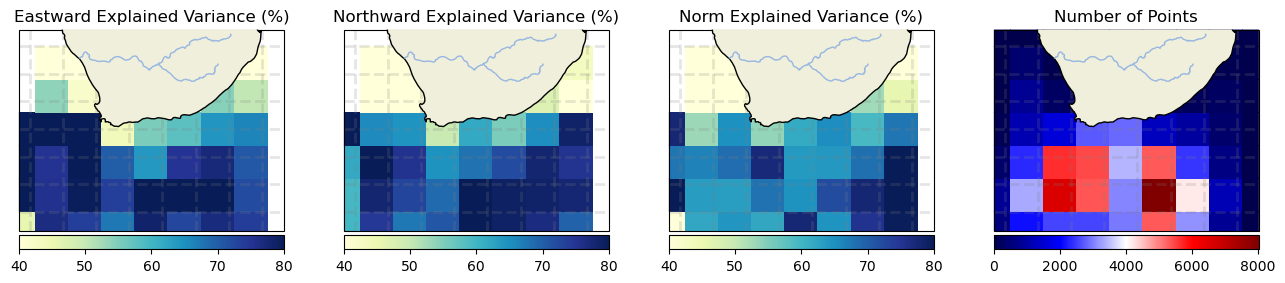 Eastward Explained Variance (%)
Northward Explained Variance (%)
Norm Explained Variance (%)
Number of Points
40 50 60 70 80
40 50 60 70 80
40 50 60 70 80
0 2000 4000 6000 8000